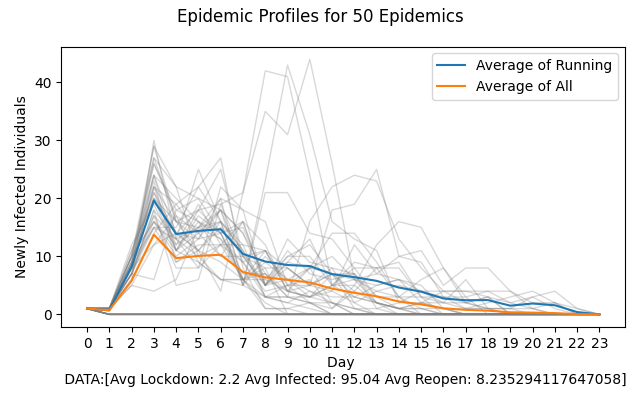 Epidemic Profiles for 50 Epidemics
Newly Infected Individuals
40
30
20
10
0
Average of Running
Average of All
0 1 2 3 4 5 6 7 8 9 10 11 12 13 14 15 16 17 18 19 20 21 22 23
Day
DATA:[Avg Lockdown: 2.2 Avg Infected: 95.04 Avg Reopen: 8.235294117647058]